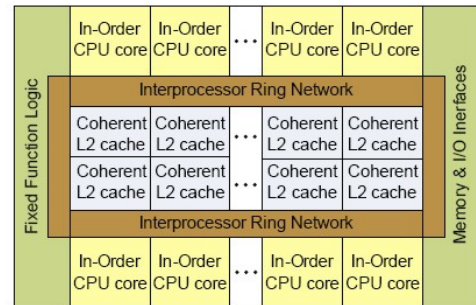 Fixed Function Logic
In-Order In-Order ... In-Order In-Order
CPU core CPU core CPU core CPU core
Interprocessor Ring Network
Coherent Coherent ... Coherent Coherent
L2 cache L2 cache L2 cache L2 cache
Coherent Coherent ... Coherent Coherent
L2 cache L2 cache L2 cache L2 cache
Interprocessor Ring Network
In-Order In-Order ... In-Order In-Order
CPU core CPU core CPU core CPU core
Memory & I/O Inerfaces